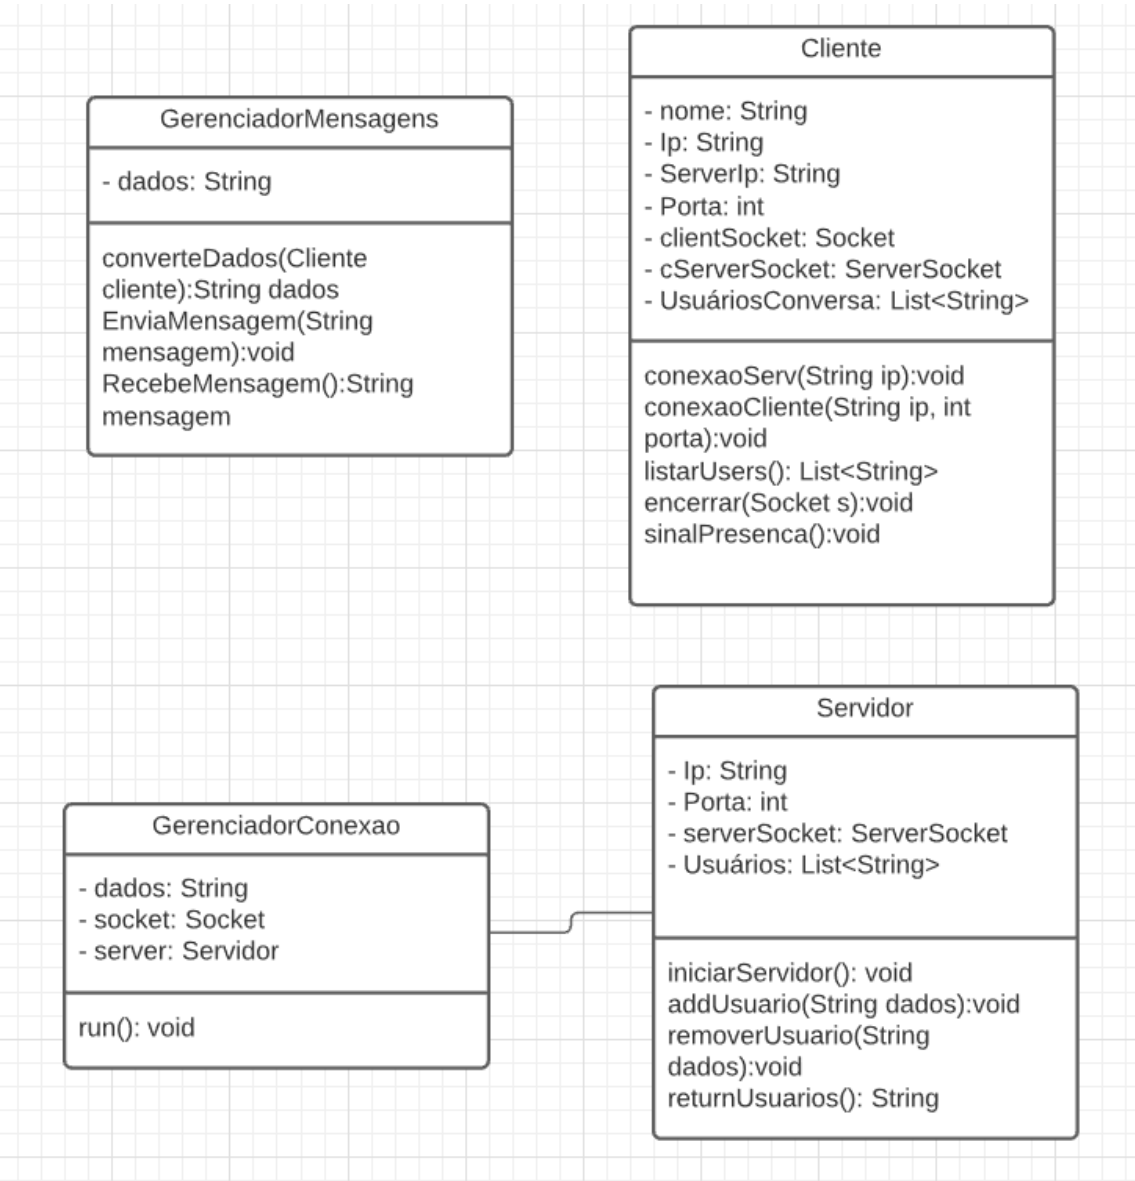 GerenciadorMensagens
- dados: String
converteDados(Cliente
cliente):String dados
EnviaMensagem(String
mensagem):void
RecebeMensagem():String
mensagem
Cliente
- nome: String
- Ip: String
- ServerIp: String
- Porta: int
- clientSocket: Socket
- cServerSocket: ServerSocket
- UsuáriosConversa: List<String>
conexaoServ(String ip):void
conexaoCliente(String ip, int
porta):void
listarUsers(): List<String>
encerrar(Socket s):void
sinalPresenca():void
GerenciadorConexao
- dados: String
- socket: Socket
- server: Servidor
run(): void
Servidor
- Ip: String
- Porta: int
- serverSocket: ServerSocket
- Usuários: List<String>
iniciarServidor(): void
addUsuario(String dados):void
removerUsuario(String
dados):void
returnUsuarios(): String